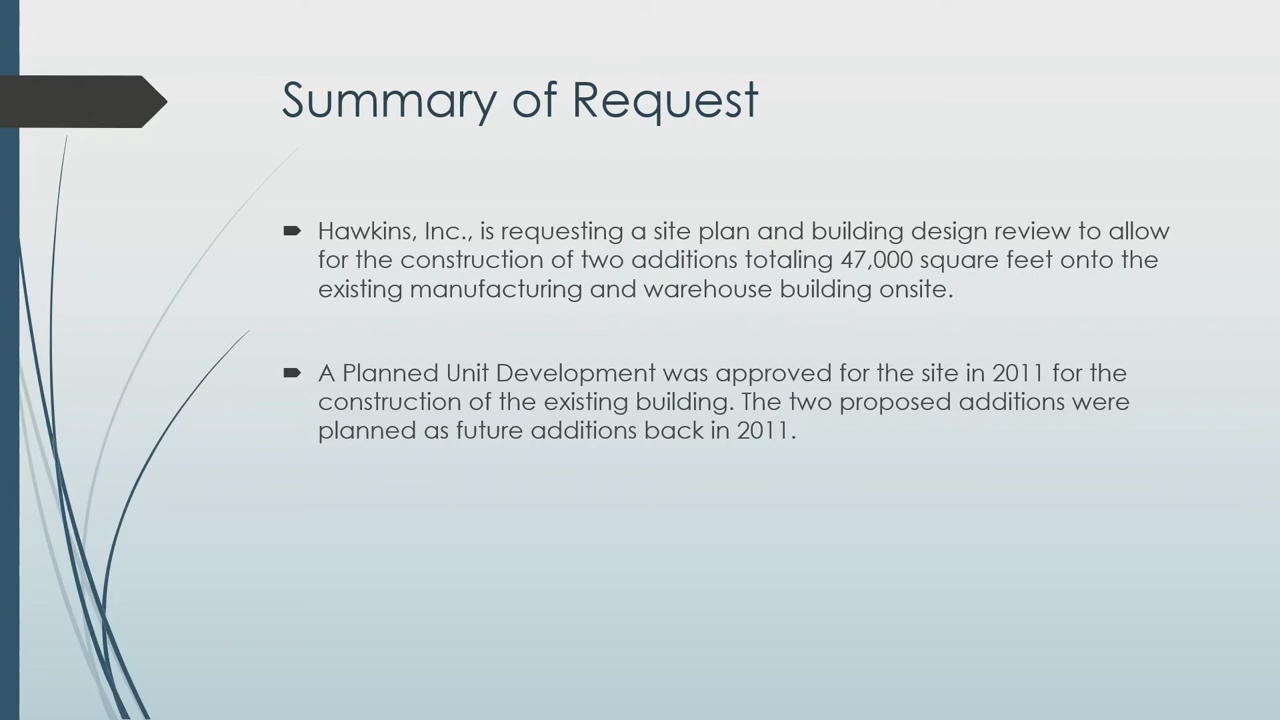 Summary of Request
Hawkins, Inc., is requesting a site plan and building design review to allow
for the construction of two additions totaling 47,000 square feet onto the
existing manufacturing and warehouse building onsite.
A Planned Unit Development was approved for the site in 2011 for the
construction of the existing building. The two proposed additions were
planned as future additions back in 2011.